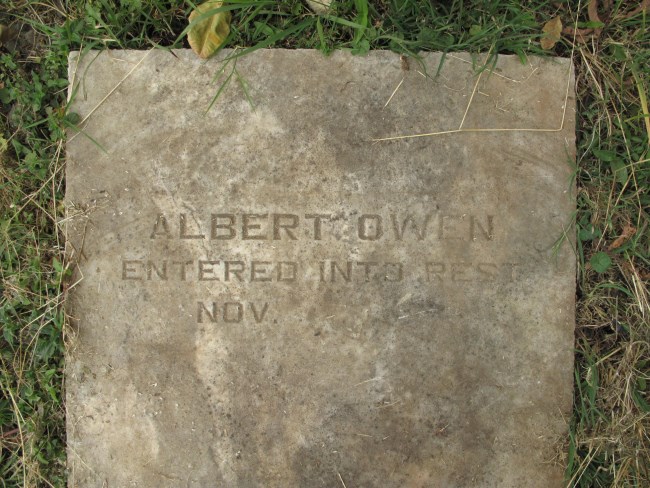 ALBERT OWEN
ENTERED INTO REST
NOV.